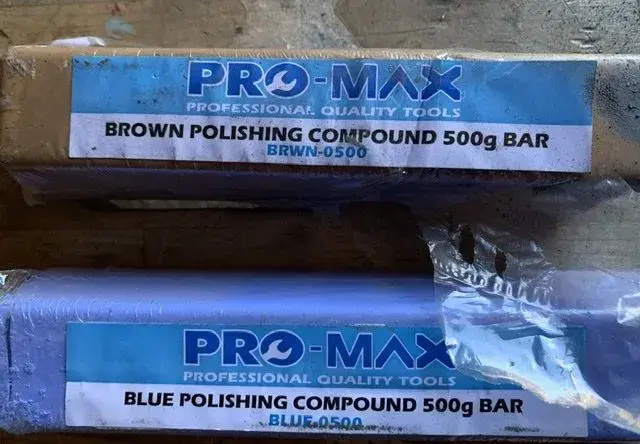 PRO-MAX
PROFESSIONAL QUALITY TOOLS
BROWN POLISHING COMPOUND 500g BAR
BRWN-0500
PRO-MAX
PROFESSIONAL QUALITY TOOLS
BLUE POLISHING COMPOUND 500g BAR
BLUE-0500